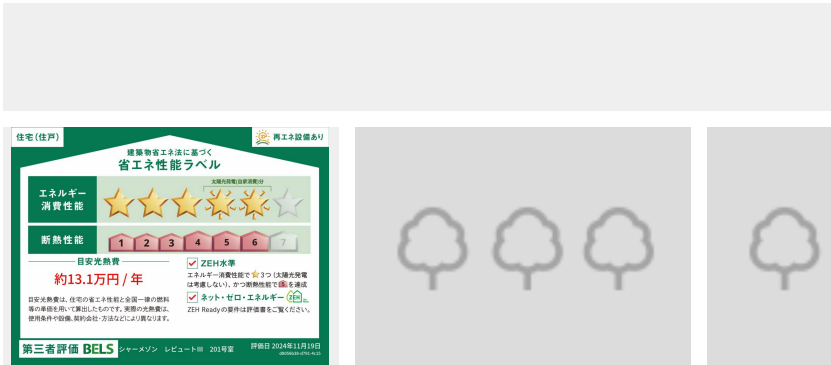 住宅(住戸)
再エネ設備あり
建築物省エネ法に基づく
省エネ性能ラベル
太陽光発電(自家消費)分
エネルギー
消費性能
断熱性能
1 2 3 4 5 6 7
目安光熱費
約13.1万円 / 年
目安光熱費は、住宅の省エネ性能と全国一律の燃料
等の単価を用いて算出したものです。実際の光熱費は、
使用条件や設備、契約会社・方法などにより異なります。
ZEH水準
エネルギー消費性能で★3つ(太陽光発電
は考慮しない)、かつ断熱性能で5を達成
ネット・ゼロ・エネルギー ZEH
ZEH Readyの要件は評価書をご覧ください。
第三者評価 BELS
シャーメゾン レビュートⅢ 201号室
評価日 2024年11月19日